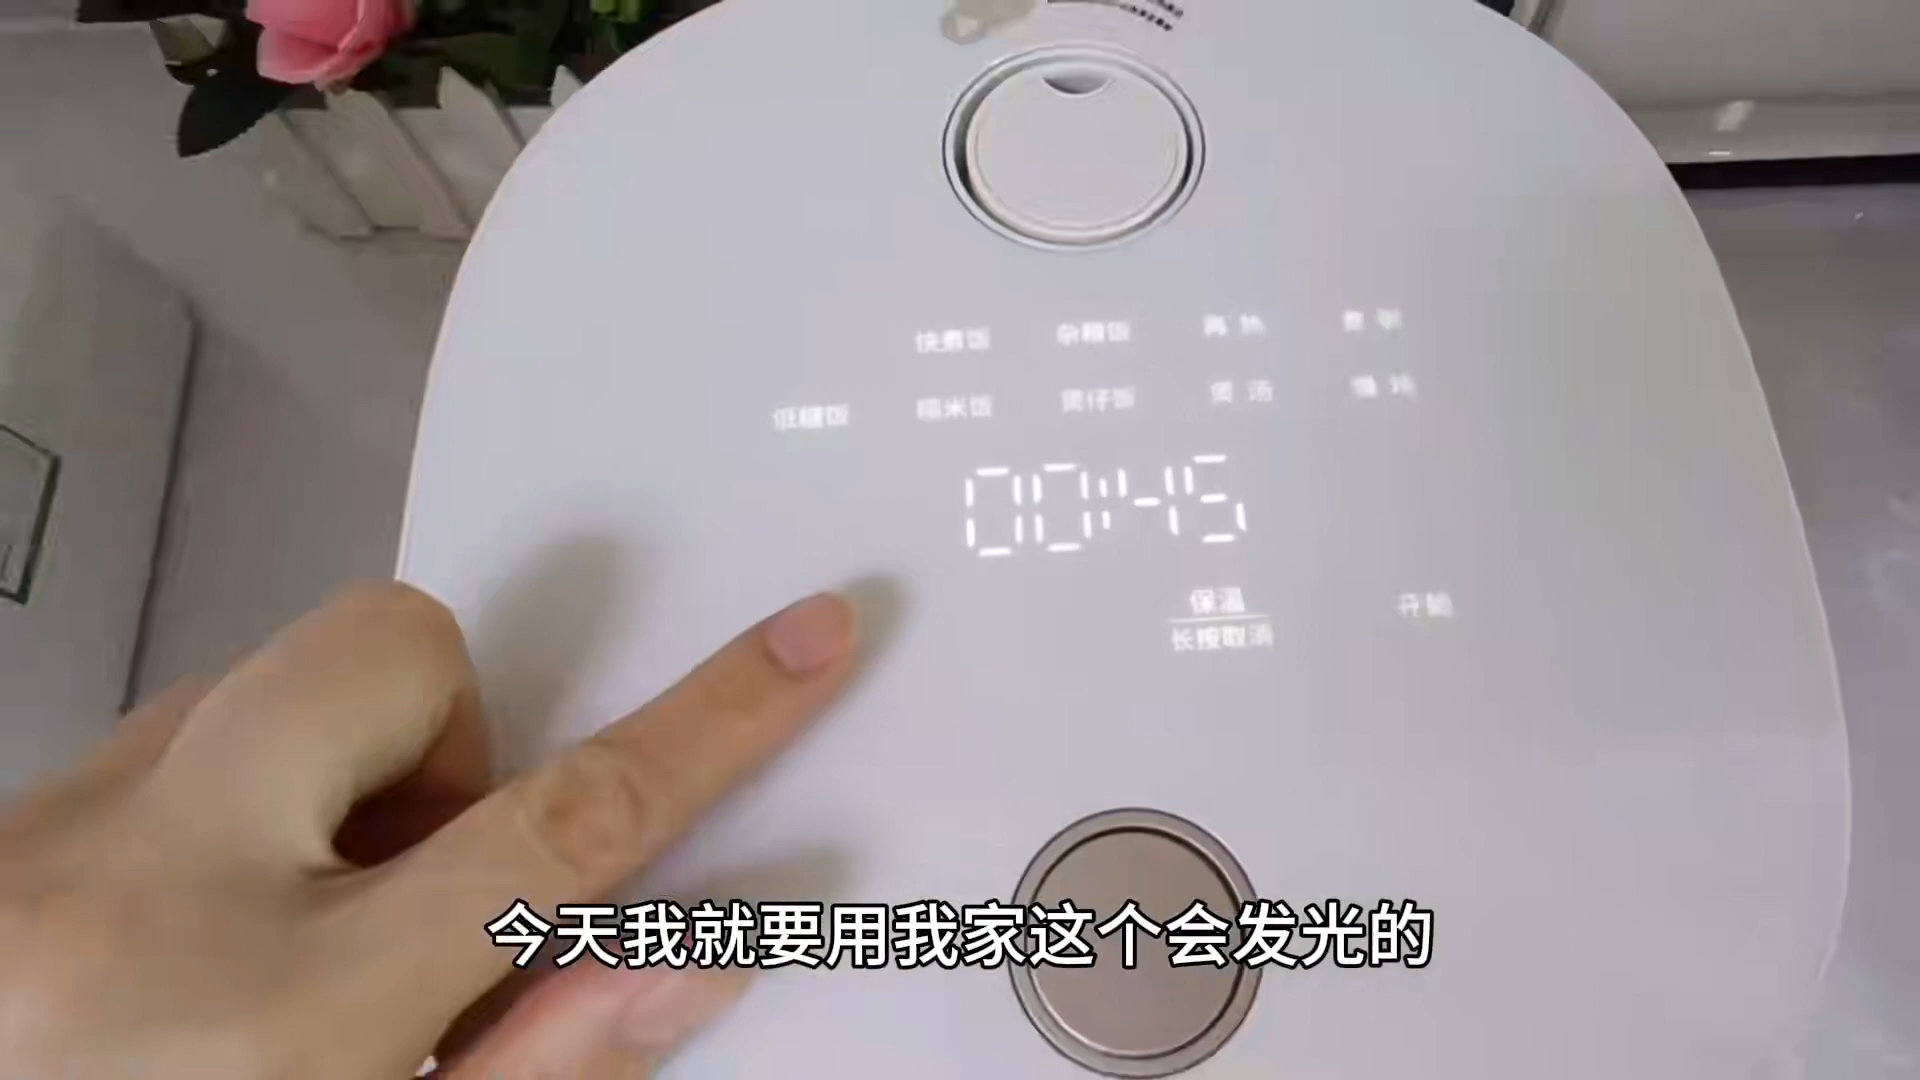 快煮饭 杂粮饭 再热
低糖饭 糯米饭 煲仔饭 煲汤 慢炖
00:45
保温 开始
长按取消
今天我就要用我家这个会发光的